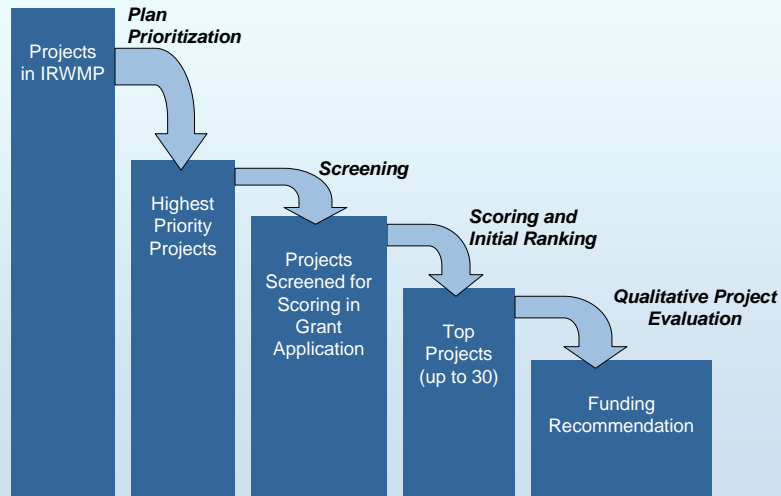 Plan
Prioritization
Projects
in IRWMP
Screening
Highest
Priority
Projects
Scoring and
Initial Ranking
Projects
Screened for
Scoring in
Grant
Application
Qualitative Project
Evaluation
Top
Projects
(up to 30)
Funding
Recommendation